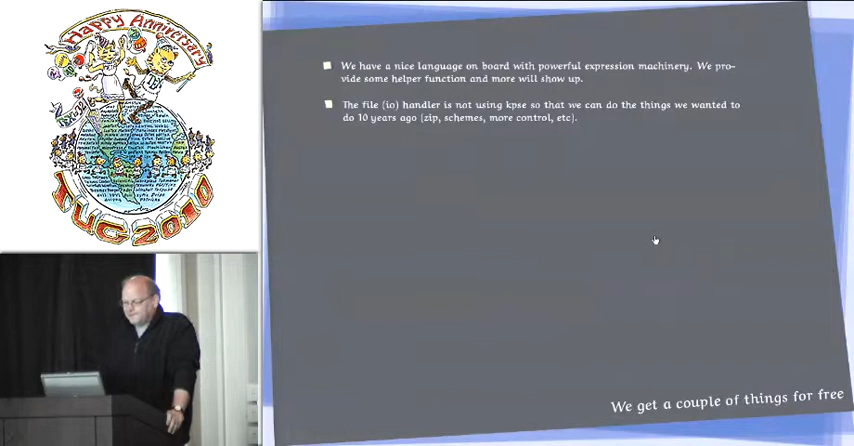 Happy Anniversary
TUG 2010
We have a nice language on board with powerful expression machinery. We pro-
vide some helper function and more will show up.
The file (io) handler is not using kpse so that we can do the things we wanted to
do 10 years ago (zip, schemes, more control, etc).
We get a couple of things for free